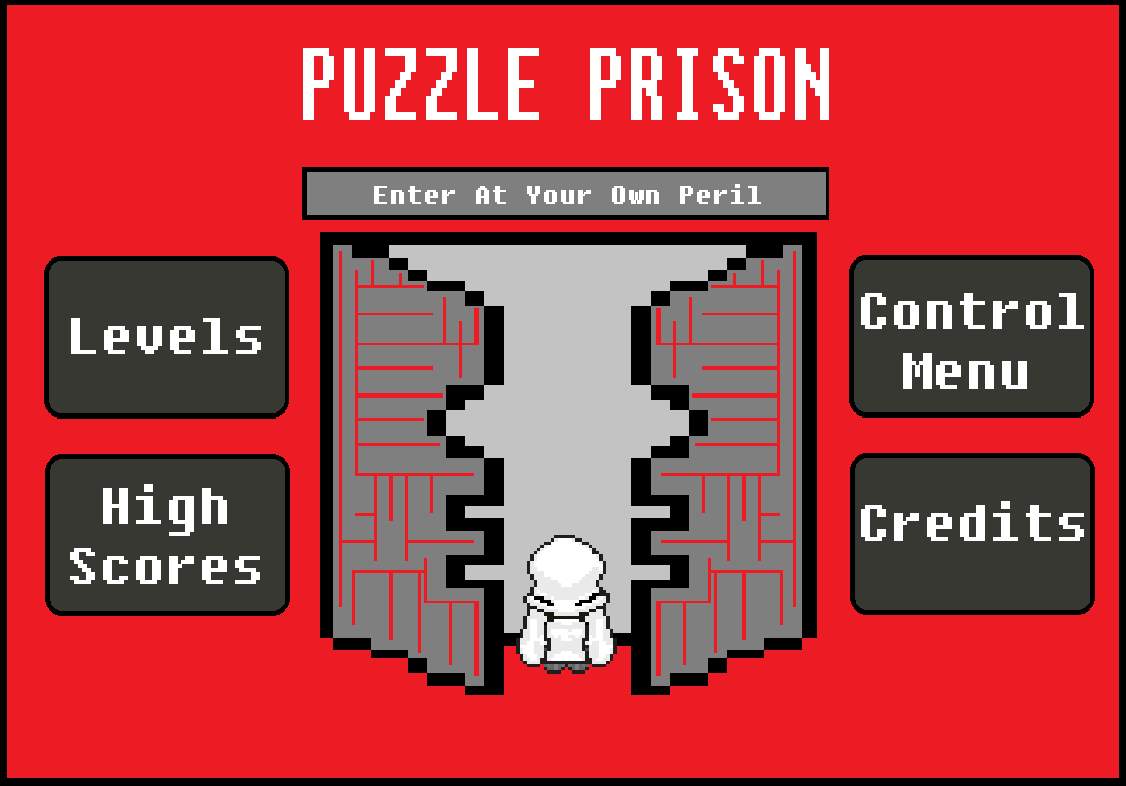 PUZZLE PRISON
Enter At Your Own Peril
Levels
High
Scores
Control
Menu
Credits